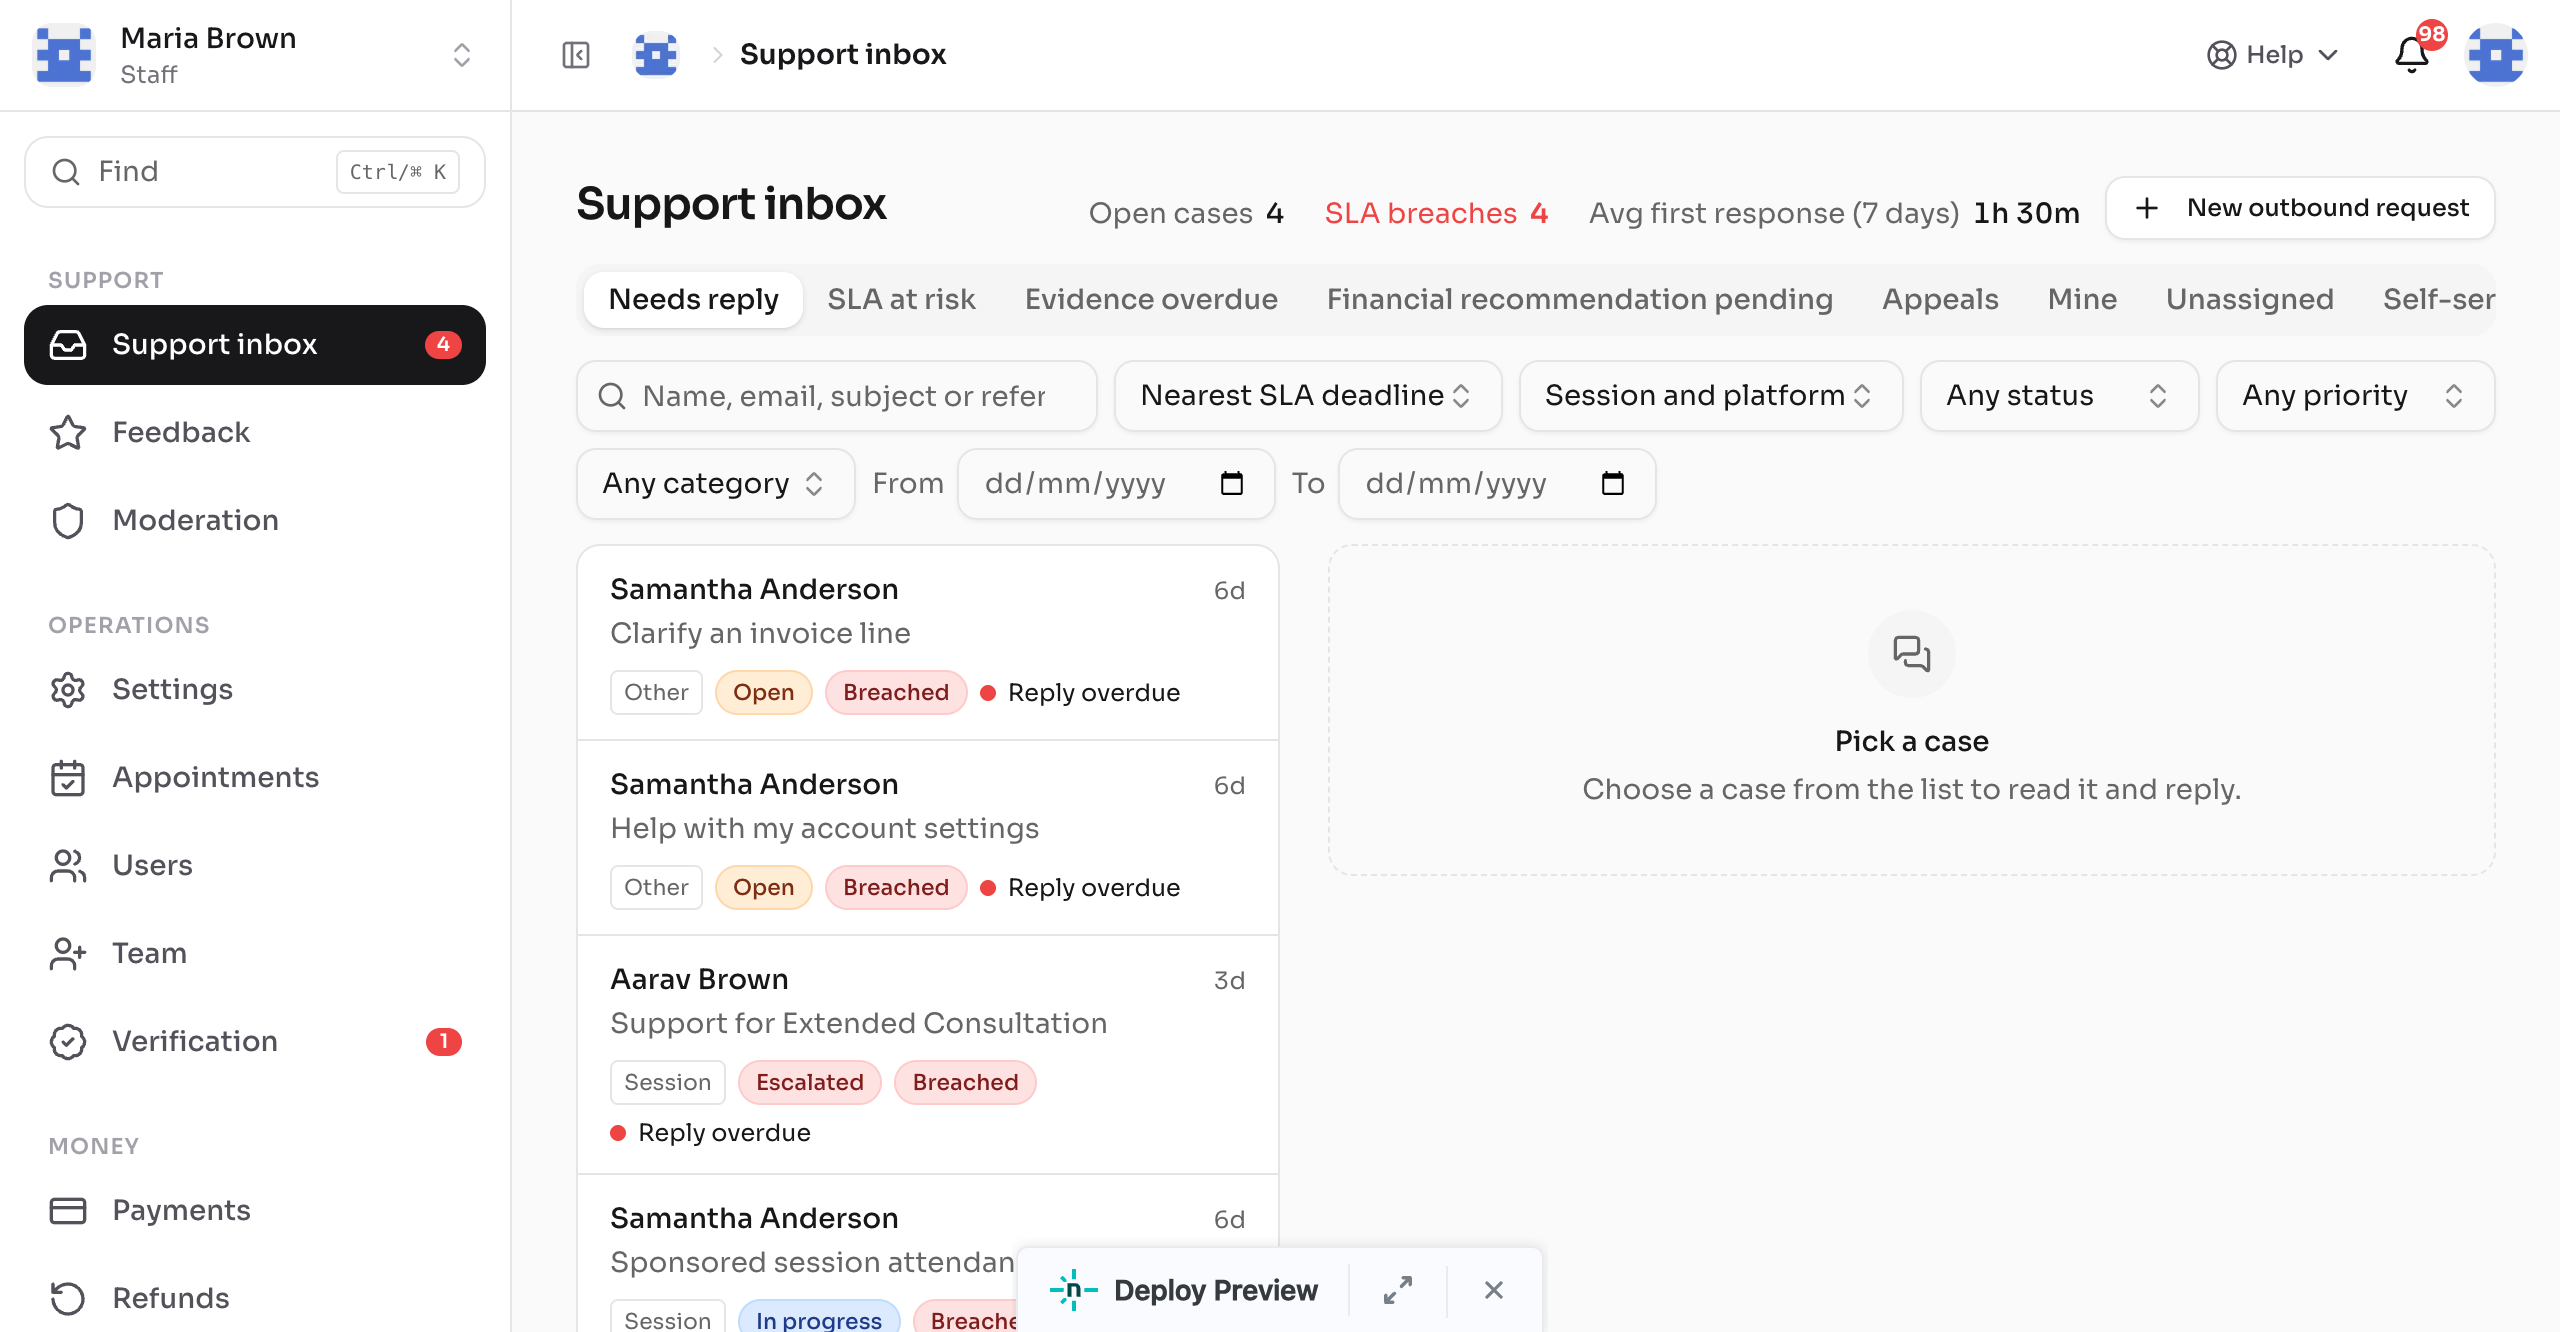 Maria Brown
Staff
Support inbox
Help
98
Find
Ctrl/⌘ K
SUPPORT
Support inbox
4
Feedback
Moderation
OPERATIONS
Settings
Appointments
Users
Team
Verification
1
MONEY
Payments
Refunds
Support inbox
Open cases 4
SLA breaches 4
Avg first response (7 days) 1h 30m
New outbound request
Needs reply
SLA at risk
Evidence overdue
Financial recommendation pending
Appeals
Mine
Unassigned
Self-ser
Name, email, subject or refer
Nearest SLA deadline
Session and platform
Any status
Any priority
Any category
From
dd/mm/yyyy
To
dd/mm/yyyy
Samantha Anderson
6d
Clarify an invoice line
Other
Open
Breached
Reply overdue
Samantha Anderson
6d
Help with my account settings
Other
Open
Breached
Reply overdue
Aarav Brown
3d
Support for Extended Consultation
Session
Escalated
Breached
Reply overdue
Samantha Anderson
6d
Sponsored session attendan
Session
In progress
Breache
Pick a case
Choose a case from the list to read it and reply.
n
Deploy Preview